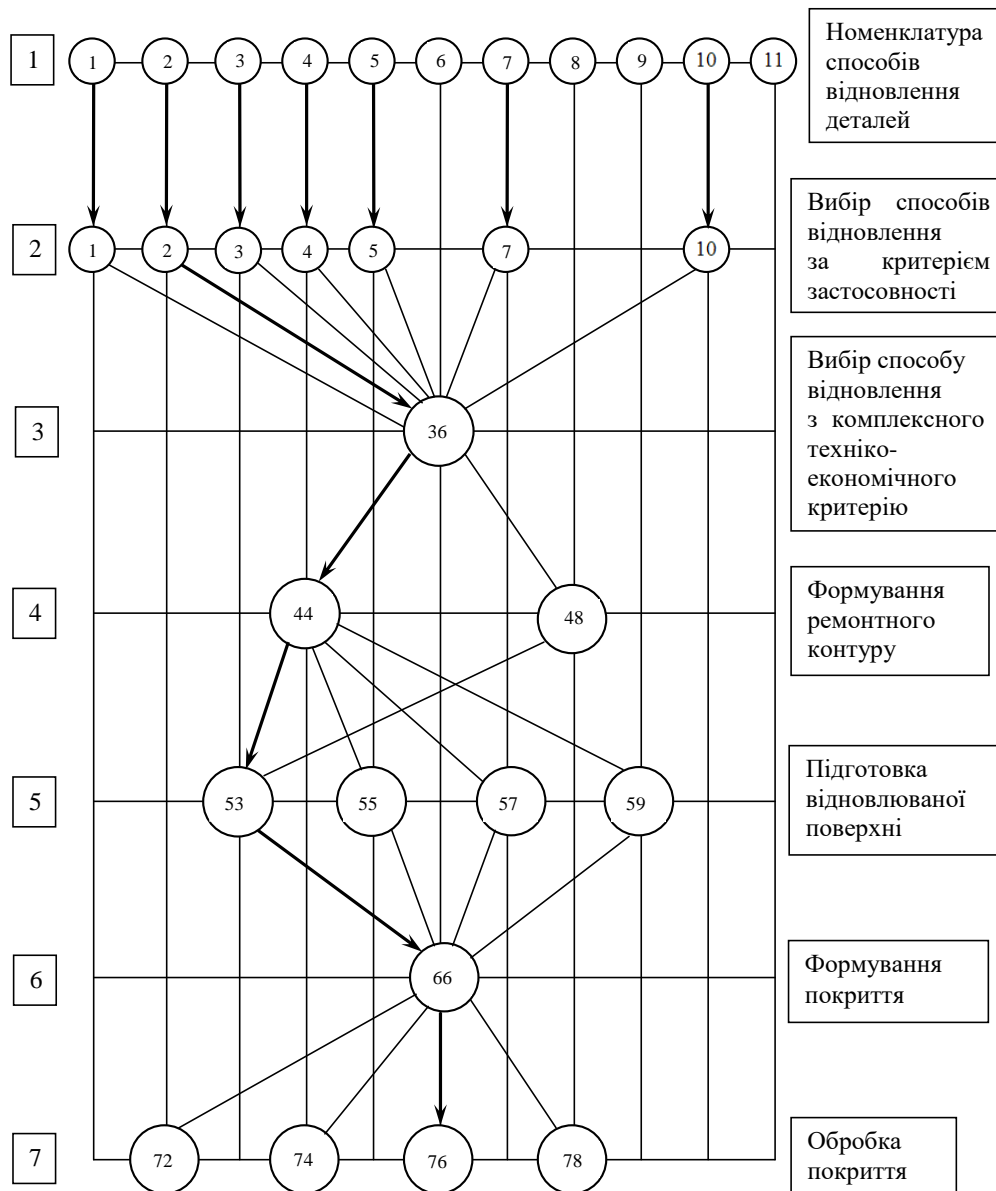 1
1 2 3 4 5 6 7 8 9 10 11
Номенклатура
способів
відновлення
деталей
2
1 2 3 4 5 7 10
Вибір способів
відновлення
за критерієм
застосовності
3
36
Вибір способу
відновлення
з комплексного
техніко-
економічного
критерію
4
44 48
Формування
ремонтного
контуру
5
53 55 57 59
Підготовка
відновлюваної
поверхні
6
66
Формування
покриття
7
72 74 76 78
Обробка
покриття